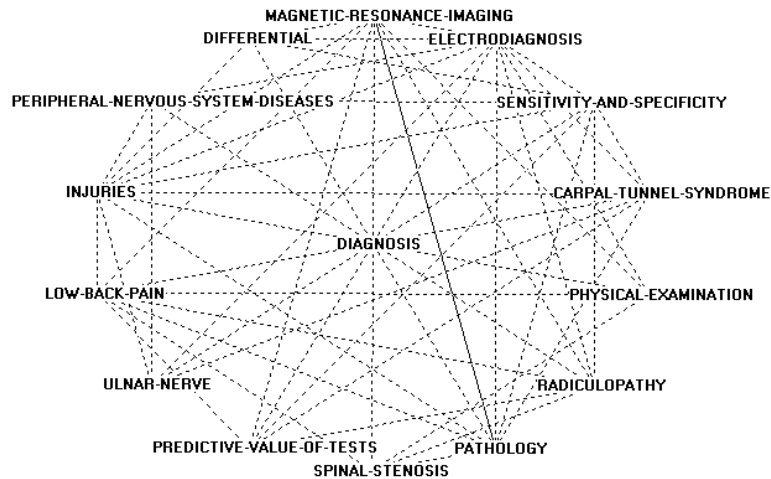 MAGNETIC-RESONANCE-IMAGING
DIFFERENTIAL
ELECTRODIAGNOSIS
PERIPHERAL-NERVOUS-SYSTEM-DISEASES
SENSITIVITY-AND-SPECIFICITY
INJURIES
CARPAL-TUNNEL-SYNDROME
DIAGNOSIS
LOW-BACK-PAIN
PHYSICAL-EXAMINATION
ULNAR-NERVE
RADICULOPATHY
PREDICTIVE-VALUE-OF-TESTS
PATHOLOGY
SPINAL-STENOSIS